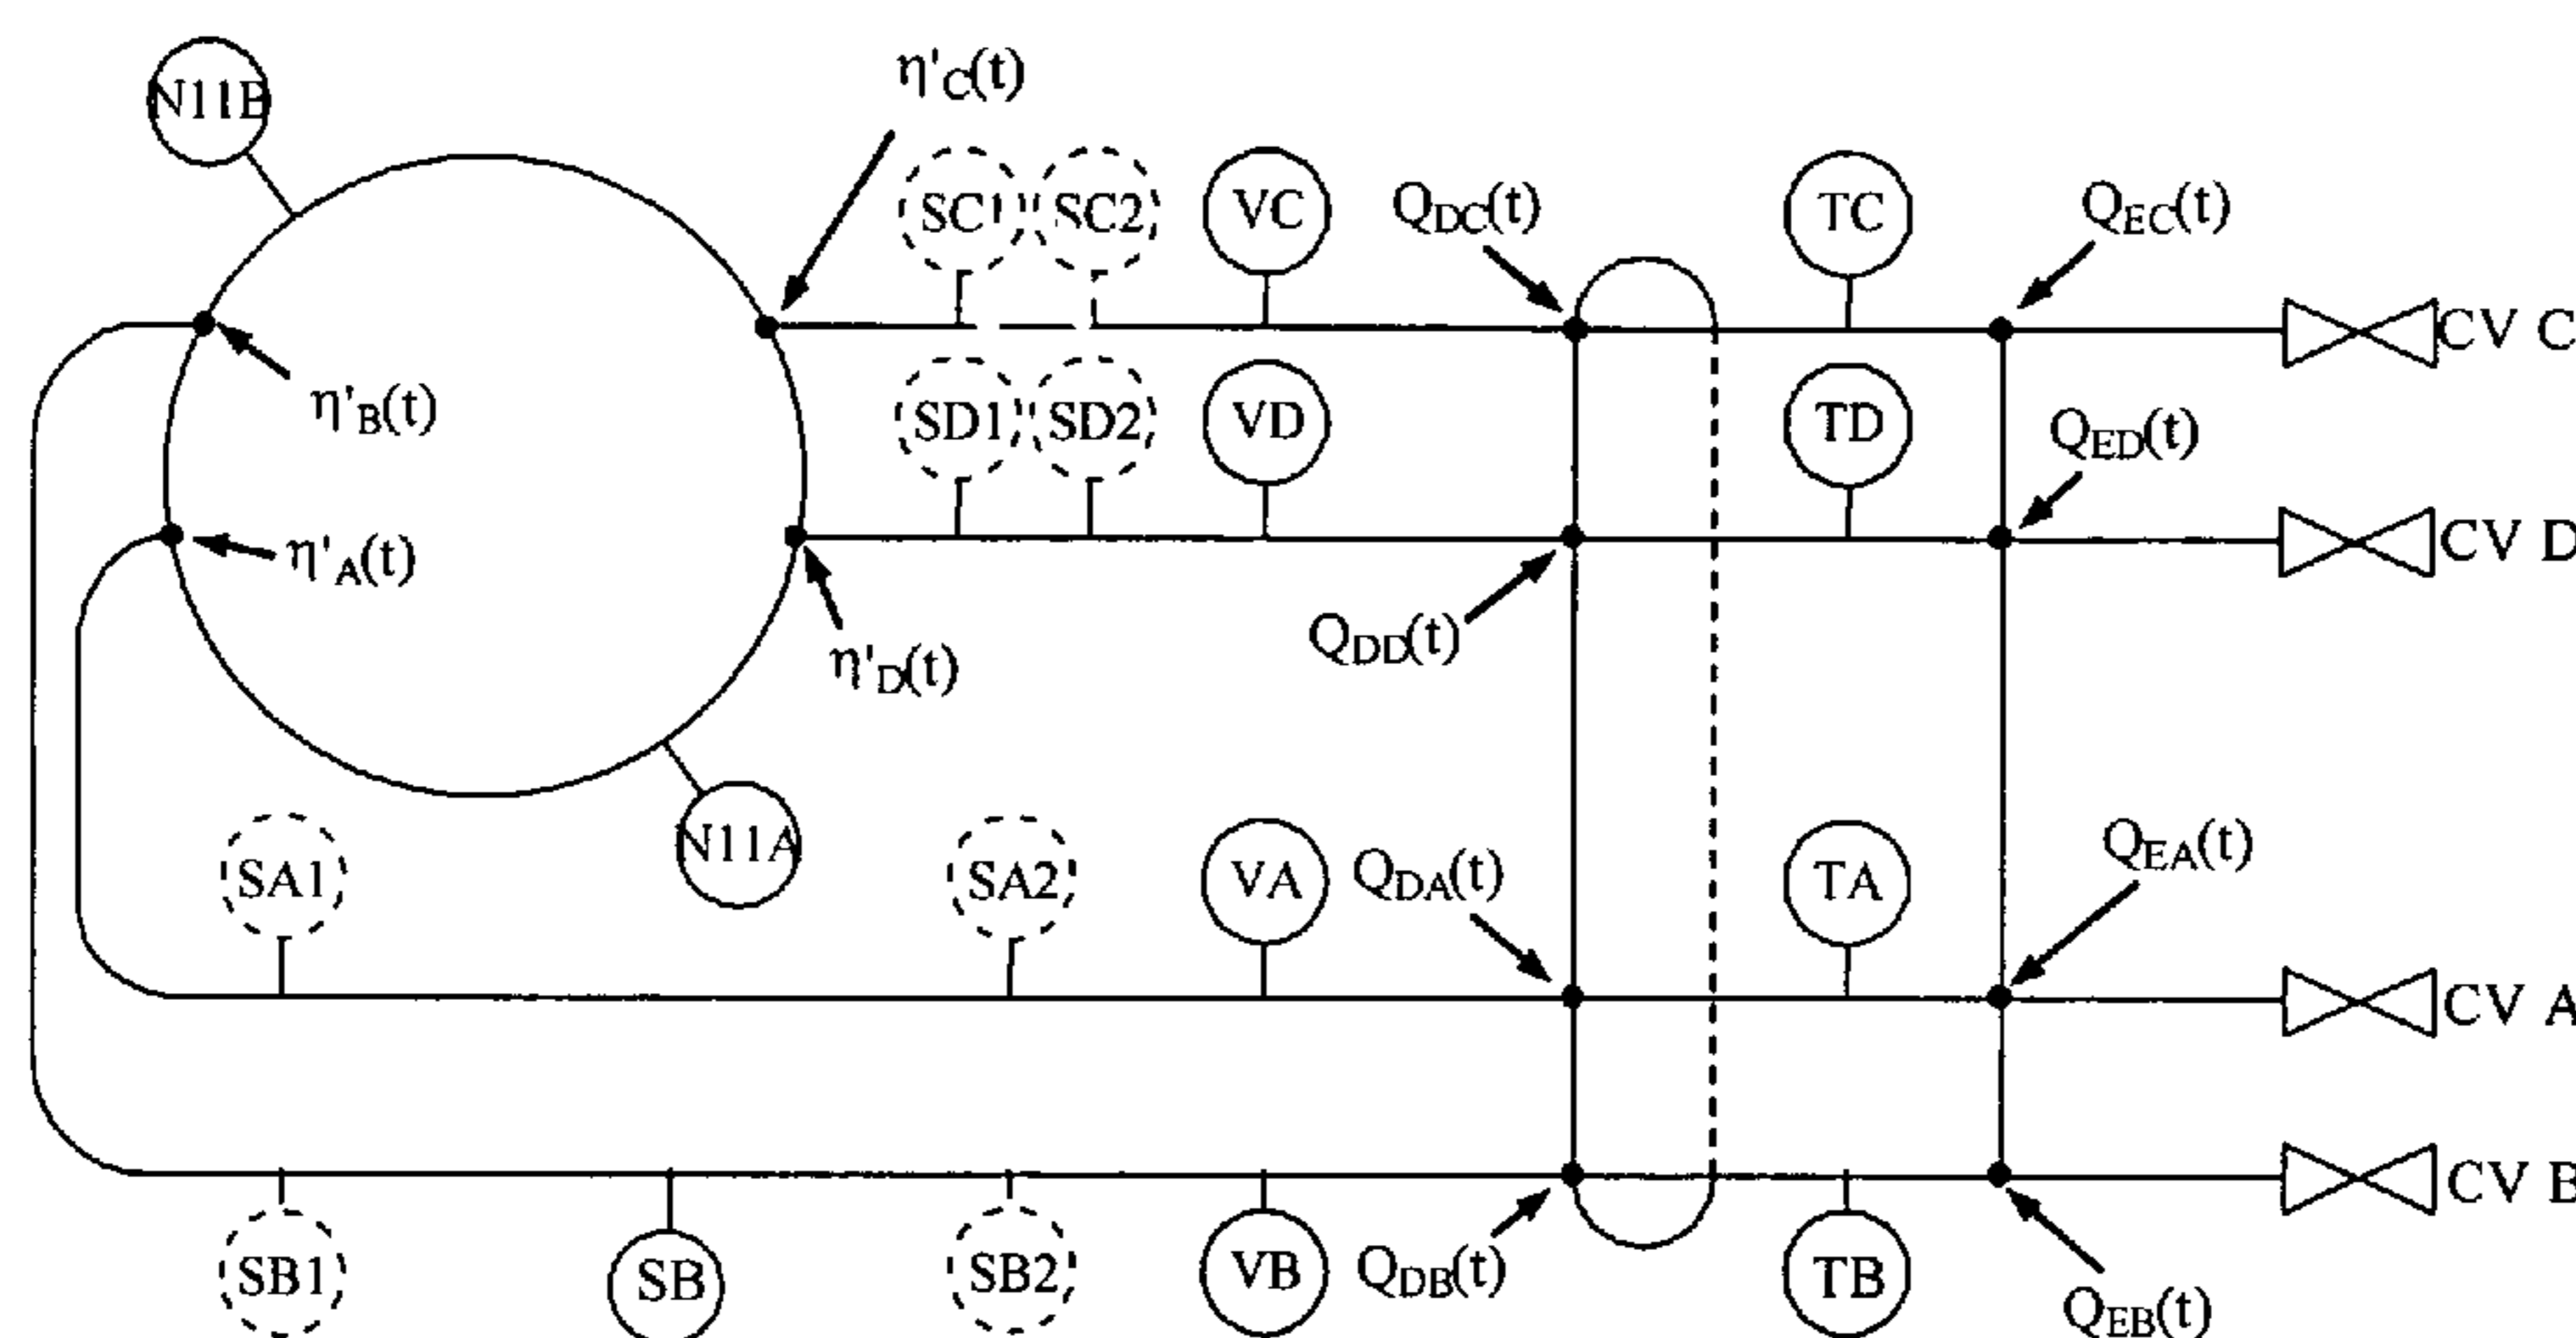 N11B
η'C(t)
SC1 SC2 VC QDC(t) TC QEC(t)
CV C
η'B(t)
SD1 SD2 VD TD QED(t)
η'A(t)
CV D
QDD(t)
η'D(t)
N11A
SA1 SA2 VA QDA(t) TA QEA(t)
CV A
CV B
SB1 SB SB2 VB QDB(t) TB QEB(t)